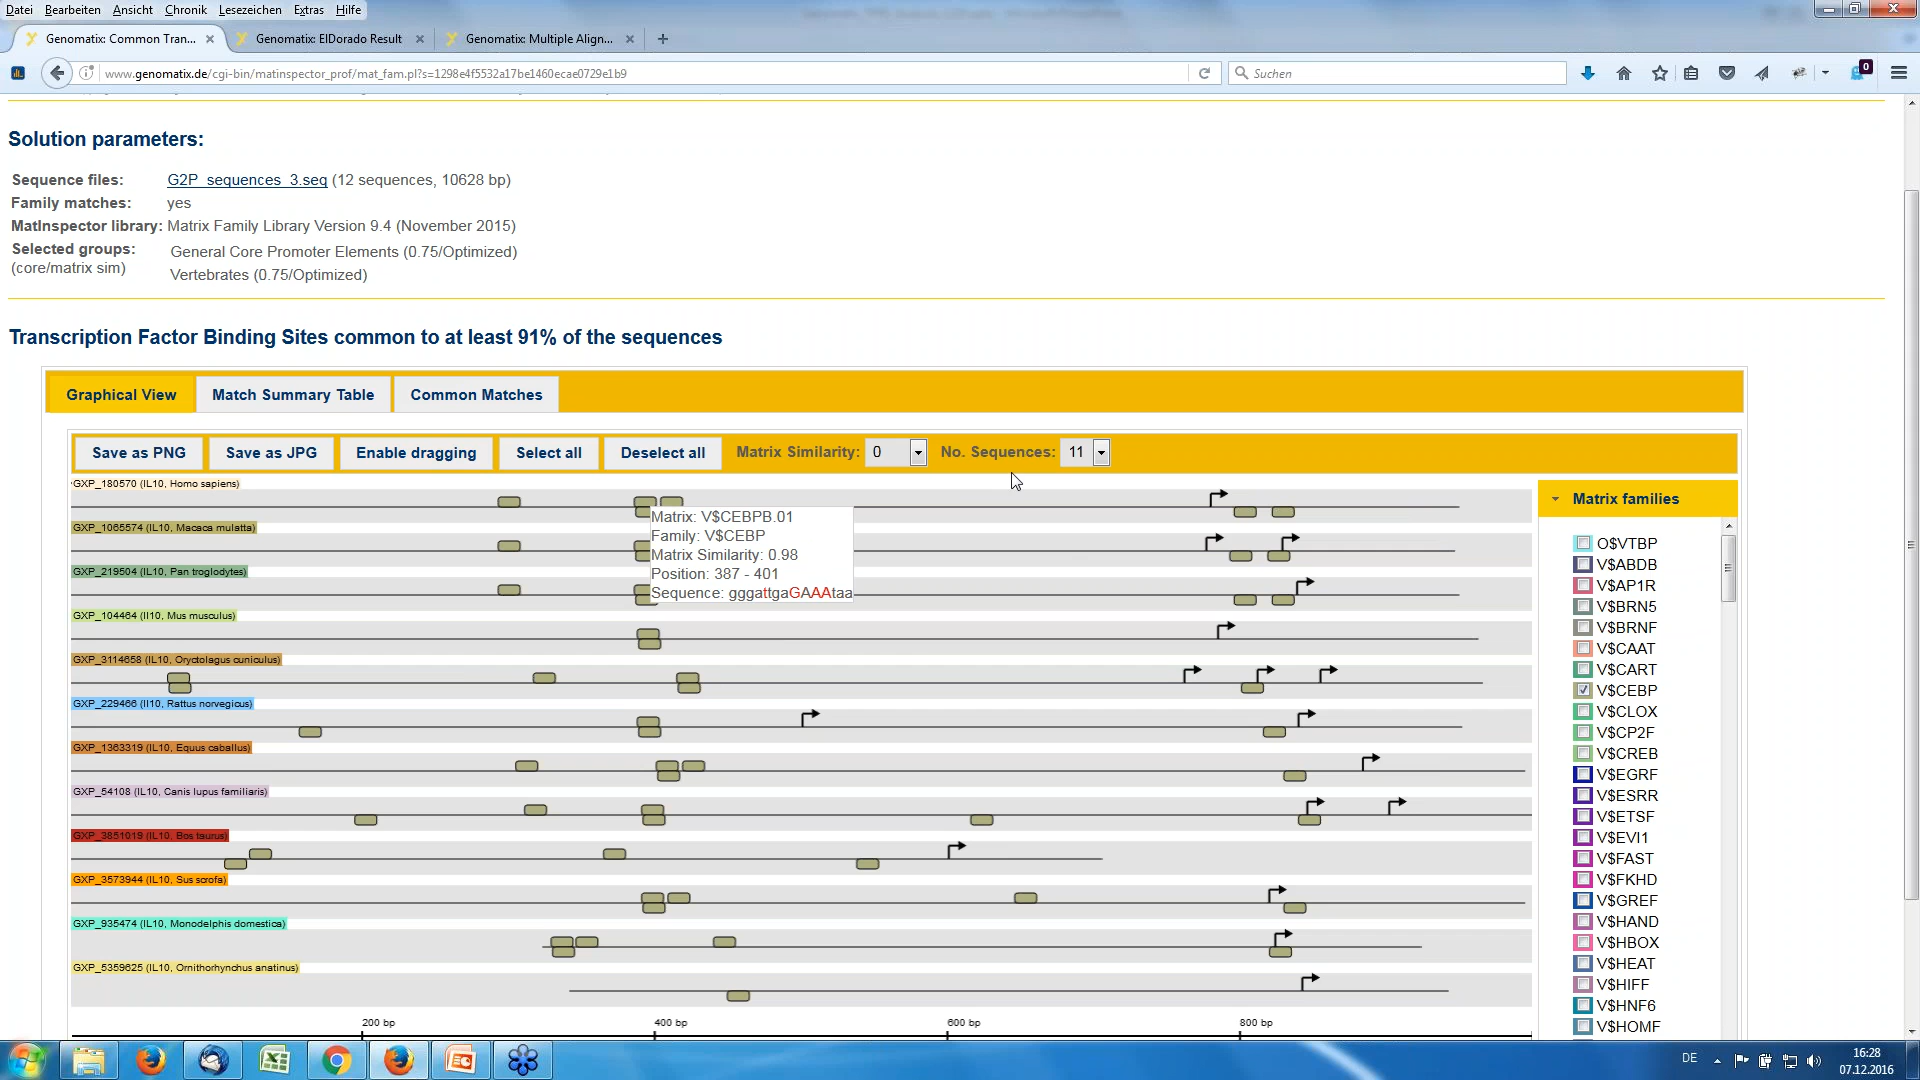 Datei Bearbeiten Ansicht Chronik Lesezeichen Extras Hilfe
Genomatix: Common Tran... × Genomatix: ElDorado Result × Genomatix: Multiple Align... × +
www.genomatix.de/cgi-bin/matinspector_prof/mat_fam.pl?s=1298e4f5532a17be1460ecae0729e1b9 Suchen 0
Solution parameters:
Sequence files: G2P_sequences_3.seq (12 sequences, 10628 bp)
Family matches: yes
MatInspector library: Matrix Family Library Version 9.4 (November 2015)
Selected groups: General Core Promoter Elements (0.75/Optimized)
(core/matrix sim) Vertebrates (0.75/Optimized)
Transcription Factor Binding Sites common to at least 91% of the sequences
Graphical View Match Summary Table Common Matches
Save as PNG Save as JPG Enable dragging Select all Deselect all Matrix Similarity: 0 No. Sequences: 11
GXP_180570 (IL10, Homo sapiens)
GXP_1065574 (IL10, Macaca mulatta)
GXP_219504 (IL10, Pan troglodytes)
GXP_104464 (Il10, Mus musculus)
GXP_3114658 (IL10, Oryctolagus cuniculus)
GXP_229466 (Il10, Rattus norvegicus)
GXP_1363319 (IL10, Equus caballus)
GXP_54108 (IL10, Canis lupus familiaris)
GXP_3851019 (IL10, Bos taurus)
GXP_3573944 (IL10, Sus scrofa)
GXP_935474 (IL10, Monodelphis domestica)
GXP_5359625 (IL10, Ornithorhynchus anatinus)
Matrix: V$CEBPB.01
Family: V$CEBP
Matrix Similarity: 0.98
Position: 387 - 401
Sequence: gggattgaGAAAtaa
200 bp 400 bp 600 bp 800 bp
Matrix families
O$VTBP
V$ABDB
V$AP1R
V$BRN5
V$BRNF
V$CAAT
V$CART
V$CEBP
V$CLOX
V$CP2F
V$CREB
V$EGRF
V$ESRR
V$ETSF
V$EVI1
V$FAST
V$FKHD
V$GREF
V$HAND
V$HBOX
V$HEAT
V$HIFF
V$HNF6
V$HOMF
DE 16:28
07.12.2016